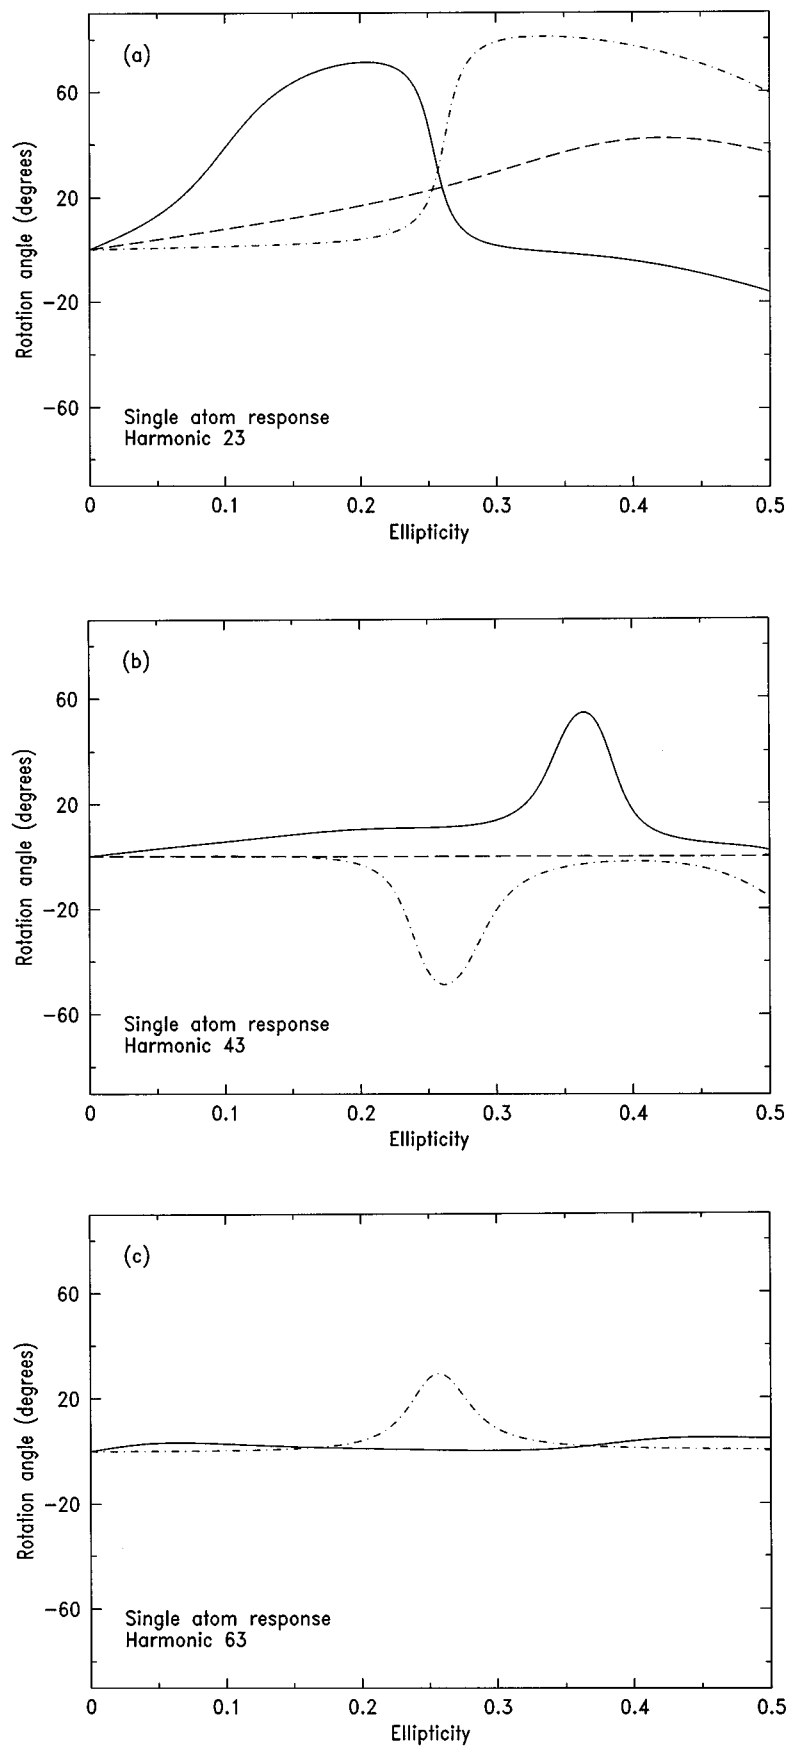 (a)
60
20
−20
−60
Rotation angle (degrees)
Single atom response
Harmonic 23
0 0.1 0.2 0.3 0.4 0.5
Ellipticity
(b)
60
20
−20
−60
Rotation angle (degrees)
Single atom response
Harmonic 43
0 0.1 0.2 0.3 0.4 0.5
Ellipticity
(c)
60
20
−20
−60
Rotation angle (degrees)
Single atom response
Harmonic 63
0 0.1 0.2 0.3 0.4 0.5
Ellipticity